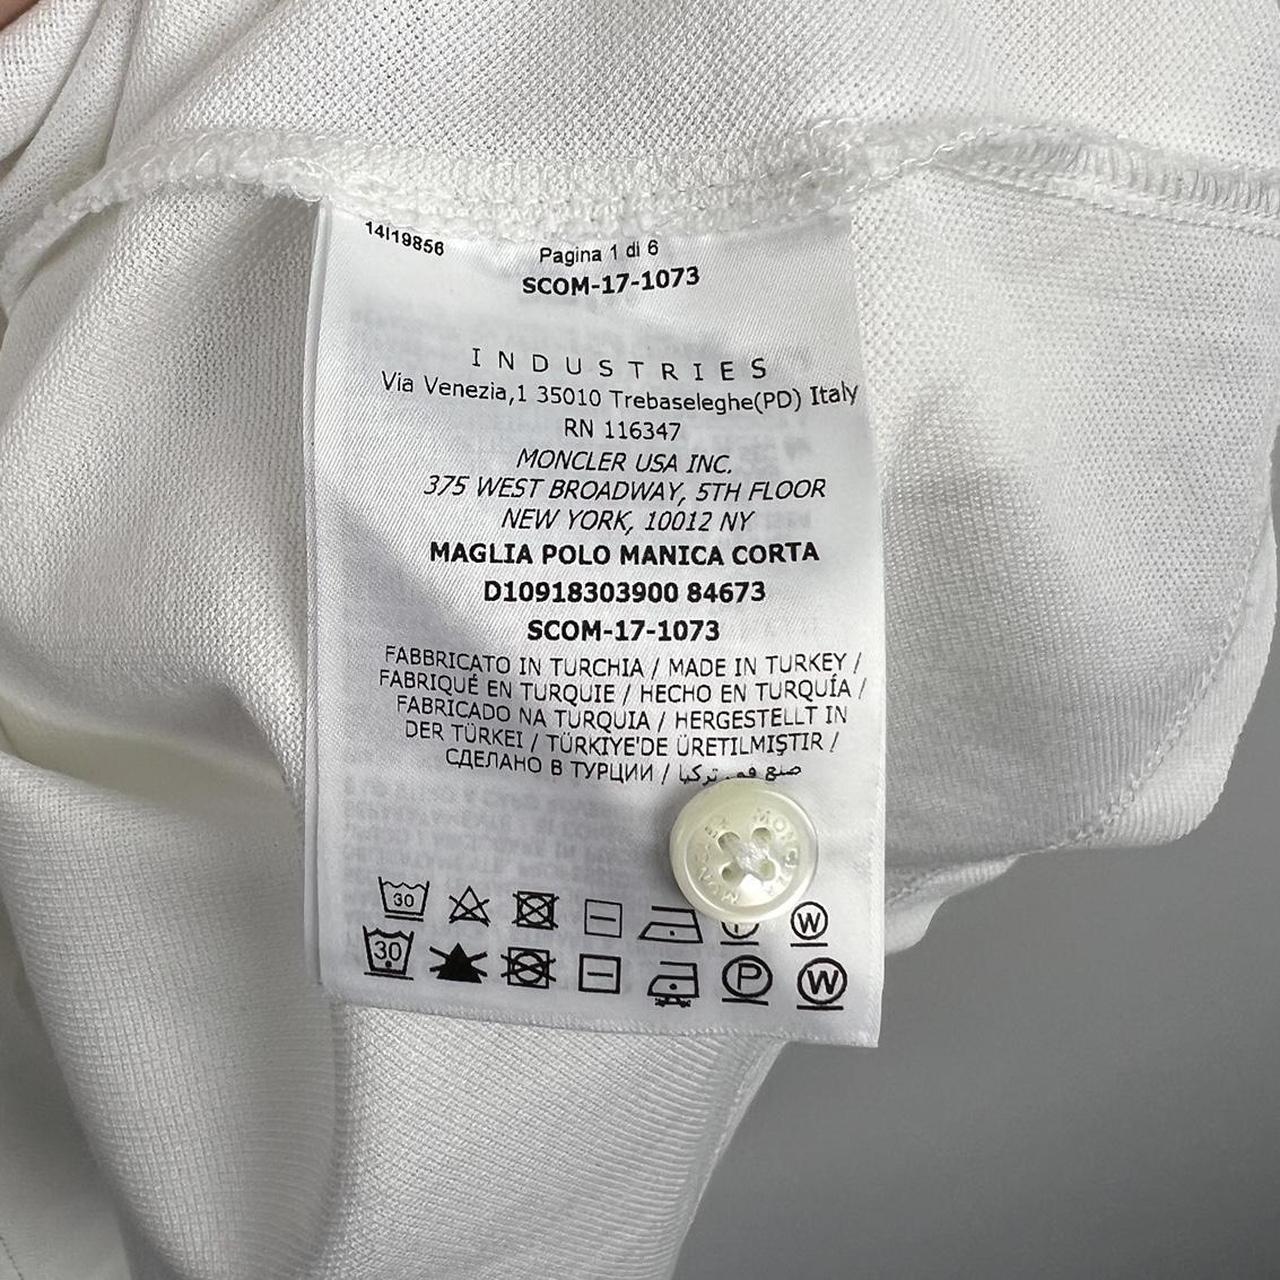 14I19856
Pagina 1 di 6
SCOM-17-1073
INDUSTRIES
Via Venezia,1 35010 Trebaseleghe(PD) Italy
RN 116347
MONCLER USA INC.
375 WEST BROADWAY, 5TH FLOOR
NEW YORK, 10012 NY
MAGLIA POLO MANICA CORTA
D10918303900 84673
SCOM-17-1073
FABBRICATO IN TURCHIA / MADE IN TURKEY /
FABRIQUÉ EN TURQUIE / HECHO EN TURQUÍA /
FABRICADO NA TURQUIA / HERGESTELLT IN
DER TÜRKEI / TÜRKIYE'DE ÜRETILMIŞTIR /
СДЕЛАНО В ТУРЦИИ / صنع في تركيا
MONCLER
MONCLER
30 W
30 P W